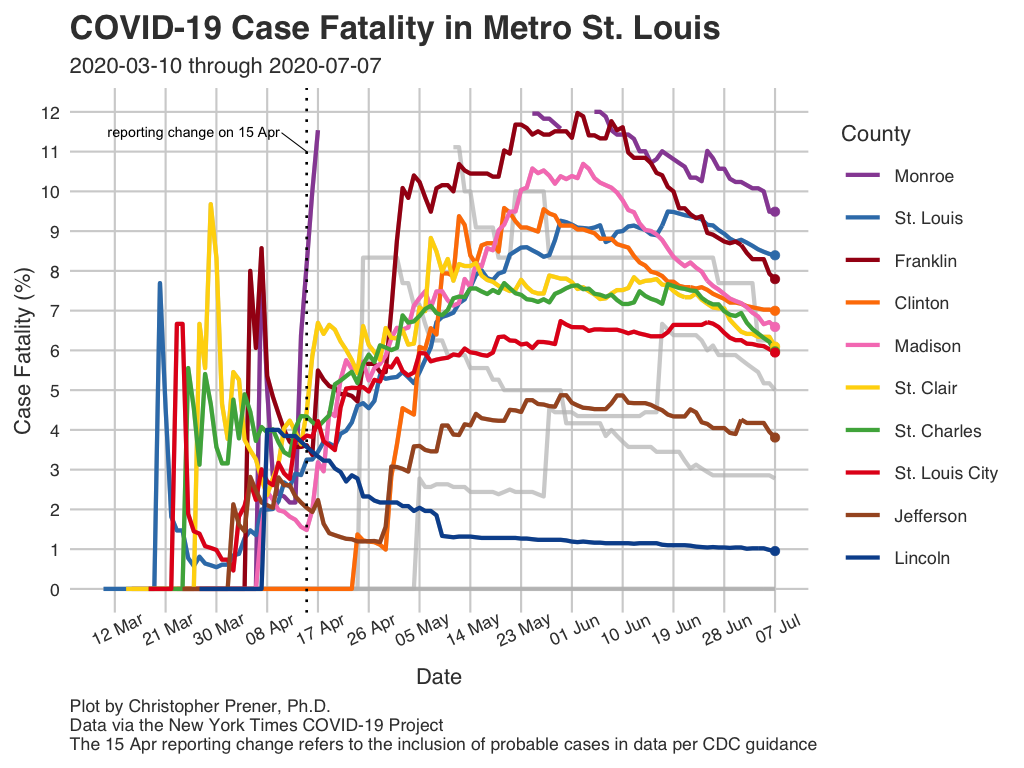 COVID-19 Case Fatality in Metro St. Louis
2020-03-10 through 2020-07-07
12
11
10
9
8
7
6
5
4
3
2
1
0
Case Fatality (%)
reporting change on 15 Apr
12 Mar
21 Mar
30 Mar
08 Apr
17 Apr
26 Apr
05 May
14 May
23 May
01 Jun
10 Jun
19 Jun
28 Jun
07 Jul
Date
County
Monroe
St. Louis
Franklin
Clinton
Madison
St. Clair
St. Charles
St. Louis City
Jefferson
Lincoln
Plot by Christopher Prener, Ph.D.
Data via the New York Times COVID-19 Project
The 15 Apr reporting change refers to the inclusion of probable cases in data per CDC guidance